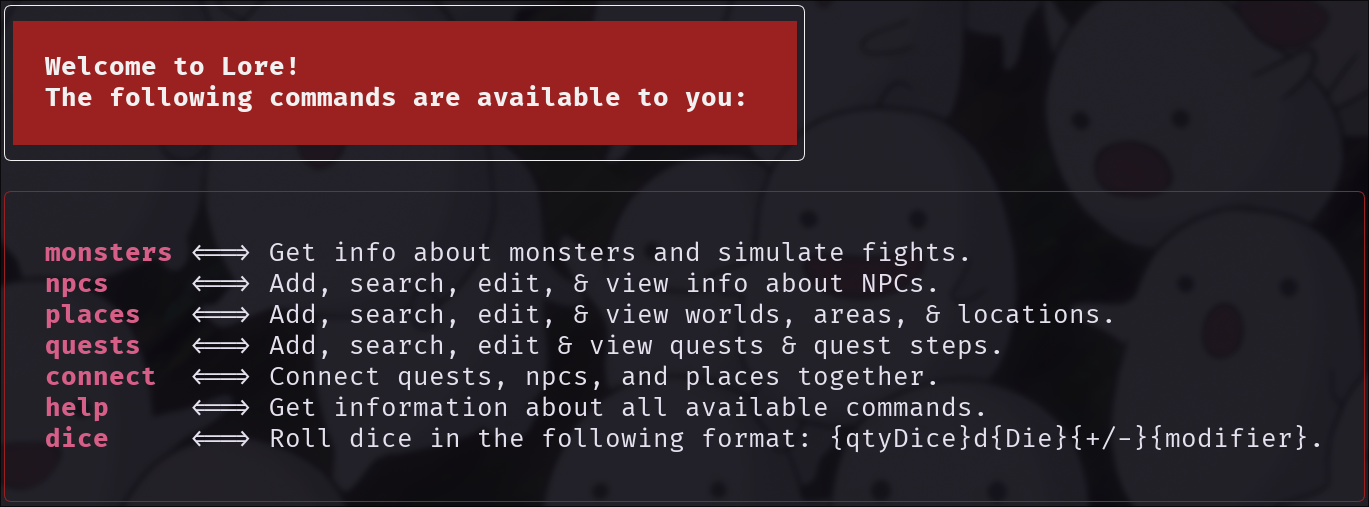 Welcome to Lore!
The following commands are available to you:
monsters <==> Get info about monsters and simulate fights.
npcs <==> Add, search, edit, & view info about NPCs.
places <==> Add, search, edit, & view worlds, areas, & locations.
quests <==> Add, search, edit & view quests & quest steps.
connect <==> Connect quests, npcs, and places together.
help <==> Get information about all available commands.
dice <==> Roll dice in the following format: {qtyDice}d{Die}{+/-}{modifier}.